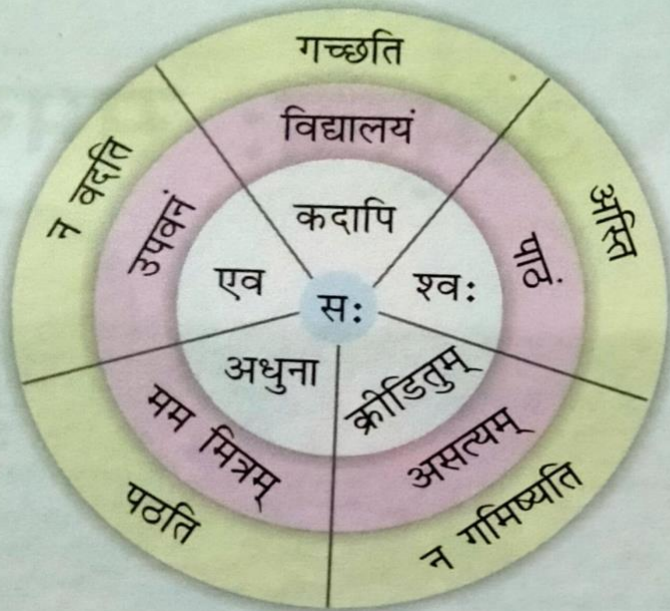 गच्छति
विद्यालयं
कदापि
न वदति
उपवनं
एव
सः
श्वः
पाठं
अस्ति
अधुना
क्रीडितुम्
मम मित्रम्
असत्यम्
पठति
न गमिष्यति